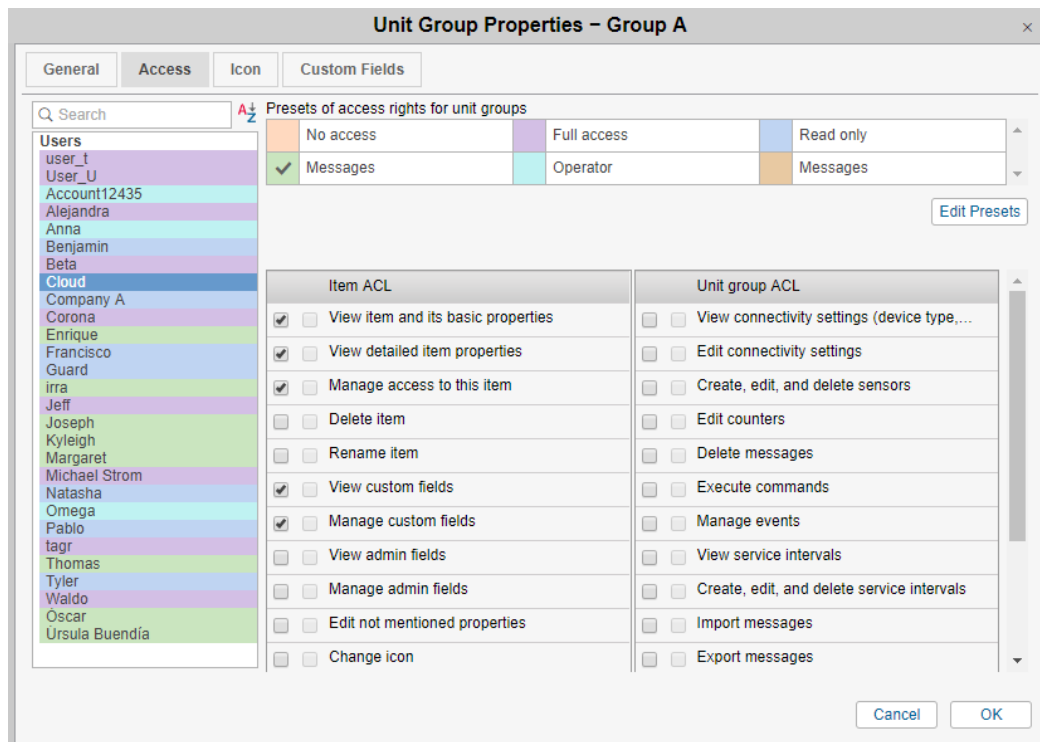 Unit Group Properties – Group A
General Access Icon Custom Fields
Search
Users
user_t
User_U
Account12435
Alejandra
Anna
Benjamin
Beta
Cloud
Company A
Corona
Enrique
Francisco
Guard
irra
Jeff
Joseph
Kyleigh
Margaret
Michael Strom
Natasha
Omega
Pablo
tagr
Thomas
Tyler
Waldo
Óscar
Úrsula Buendía
Presets of access rights for unit groups
No access Full access Read only
Messages Operator Messages
Edit Presets
Item ACL Unit group ACL
View item and its basic properties View connectivity settings (device type,...
View detailed item properties Edit connectivity settings
Manage access to this item Create, edit, and delete sensors
Delete item Edit counters
Rename item Delete messages
View custom fields Execute commands
Manage custom fields Manage events
View admin fields View service intervals
Manage admin fields Create, edit, and delete service intervals
Edit not mentioned properties Import messages
Change icon Export messages
Cancel OK